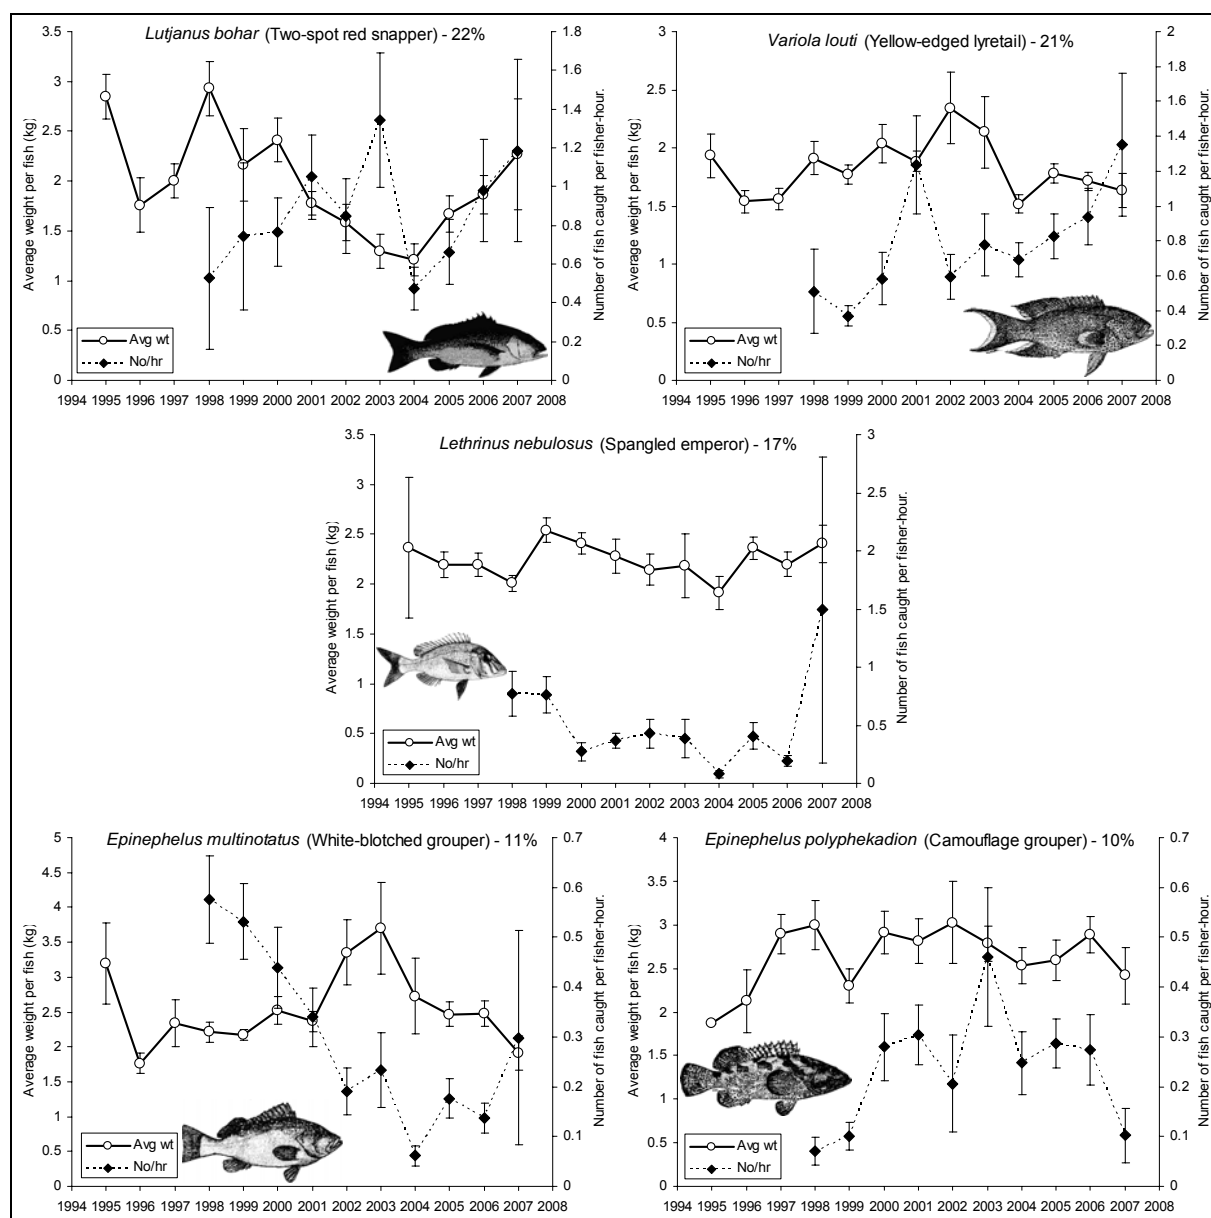 Lutjanus bohar (Two-spot red snapper) - 22%
Average weight per fish (kg)
3.5
3
2.5
2
1.5
1
0.5
0
Avg wt
No/hr
1.8
1.6
1.4
1.2
1
0.8
0.6
0.4
0.2
0
Number of fish caught per fisher-hour.
1994 1995 1996 1997 1998 1999 2000 2001 2002 2003 2004 2005 2006 2007 2008
Variola louti (Yellow-edged lyretail) - 21%
Average weight per fish (kg)
3
2.5
2
1.5
1
0.5
0
Avg wt
No/hr
2
1.8
1.6
1.4
1.2
1
0.8
0.6
0.4
0.2
0
Number of fish caught per fisher-hour.
1994 1995 1996 1997 1998 1999 2000 2001 2002 2003 2004 2005 2006 2007 2008
Lethrinus nebulosus (Spangled emperor) - 17%
Average weight per fish (kg)
3.5
3
2.5
2
1.5
1
0.5
0
Avg wt
No/hr
3
2.5
2
1.5
1
0.5
0
Number of fish caught per fisher-hour.
1994 1995 1996 1997 1998 1999 2000 2001 2002 2003 2004 2005 2006 2007 2008
Epinephelus multinotatus (White-blotched grouper) - 11%
Average weight per fish (kg)
5
4.5
4
3.5
3
2.5
2
1.5
1
0.5
0
Avg wt
No/hr
0.7
0.6
0.5
0.4
0.3
0.2
0.1
0
Number of fish caught per fisher-hour.
1994 1995 1996 1997 1998 1999 2000 2001 2002 2003 2004 2005 2006 2007 2008
Epinephelus polyphekadion (Camouflage grouper) - 10%
Average weight per fish (kg)
4
3.5
3
2.5
2
1.5
1
0.5
0
Avg wt
No/hr
0.7
0.6
0.5
0.4
0.3
0.2
0.1
0
Number of fish caught per fisher-hour.
1994 1995 1996 1997 1998 1999 2000 2001 2002 2003 2004 2005 2006 2007 2008